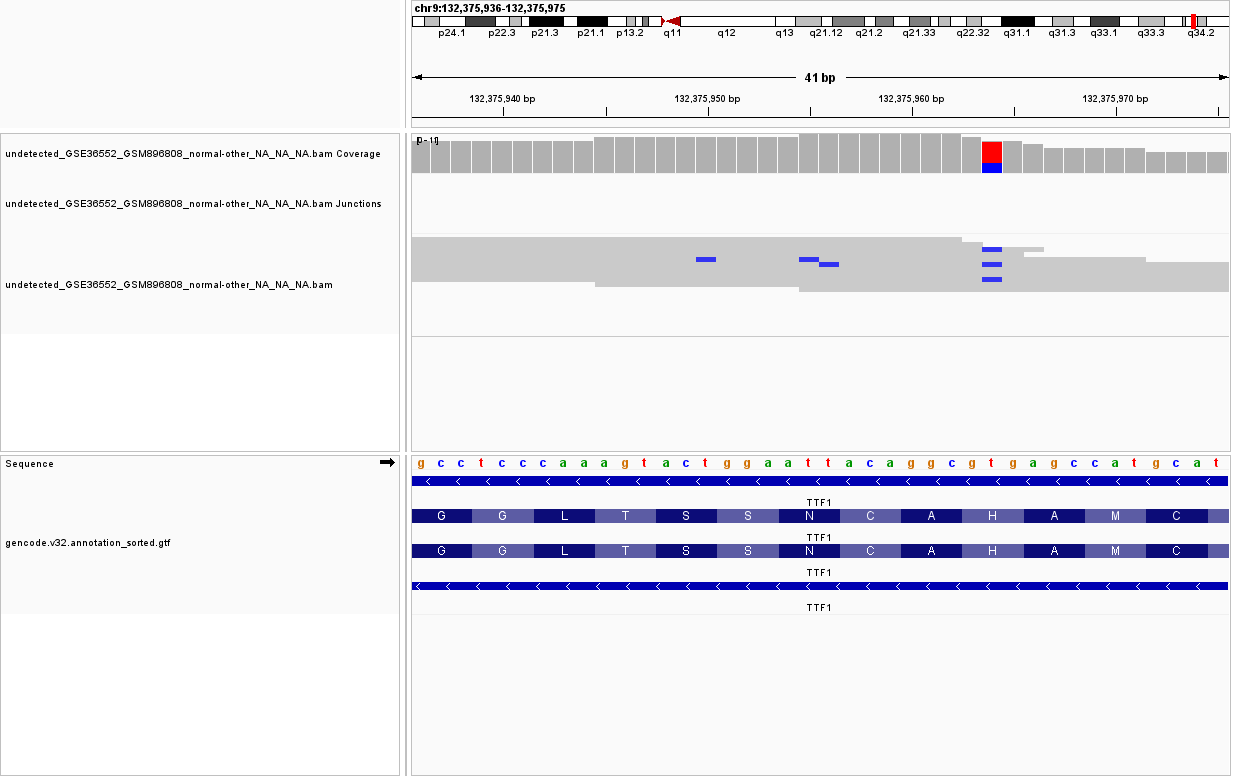 chr9:132,375,936-132,375,975
p24.1 p22.3 p21.3 p21.1 p13.2 q11 q12 q13 q21.12 q21.2 q21.33 q22.32 q31.1 q31.3 q33.1 q33.3 q34.2
41 bp
132,375,940 bp 132,375,950 bp 132,375,960 bp 132,375,970 bp
[0 - 11]
undetected_GSE36552_GSM896808_normal-other_NA_NA_NA.bam Coverage
undetected_GSE36552_GSM896808_normal-other_NA_NA_NA.bam Junctions
undetected_GSE36552_GSM896808_normal-other_NA_NA_NA.bam
Sequence
g c c t c c c a a a g t a c t g g a a t t a c a g g c g t g a g c c a t g c a t
TTF1
G G L T S S N C A H A M C
TTF1
gencode.v32.annotation_sorted.gtf
G G L T S S N C A H A M C
TTF1
TTF1